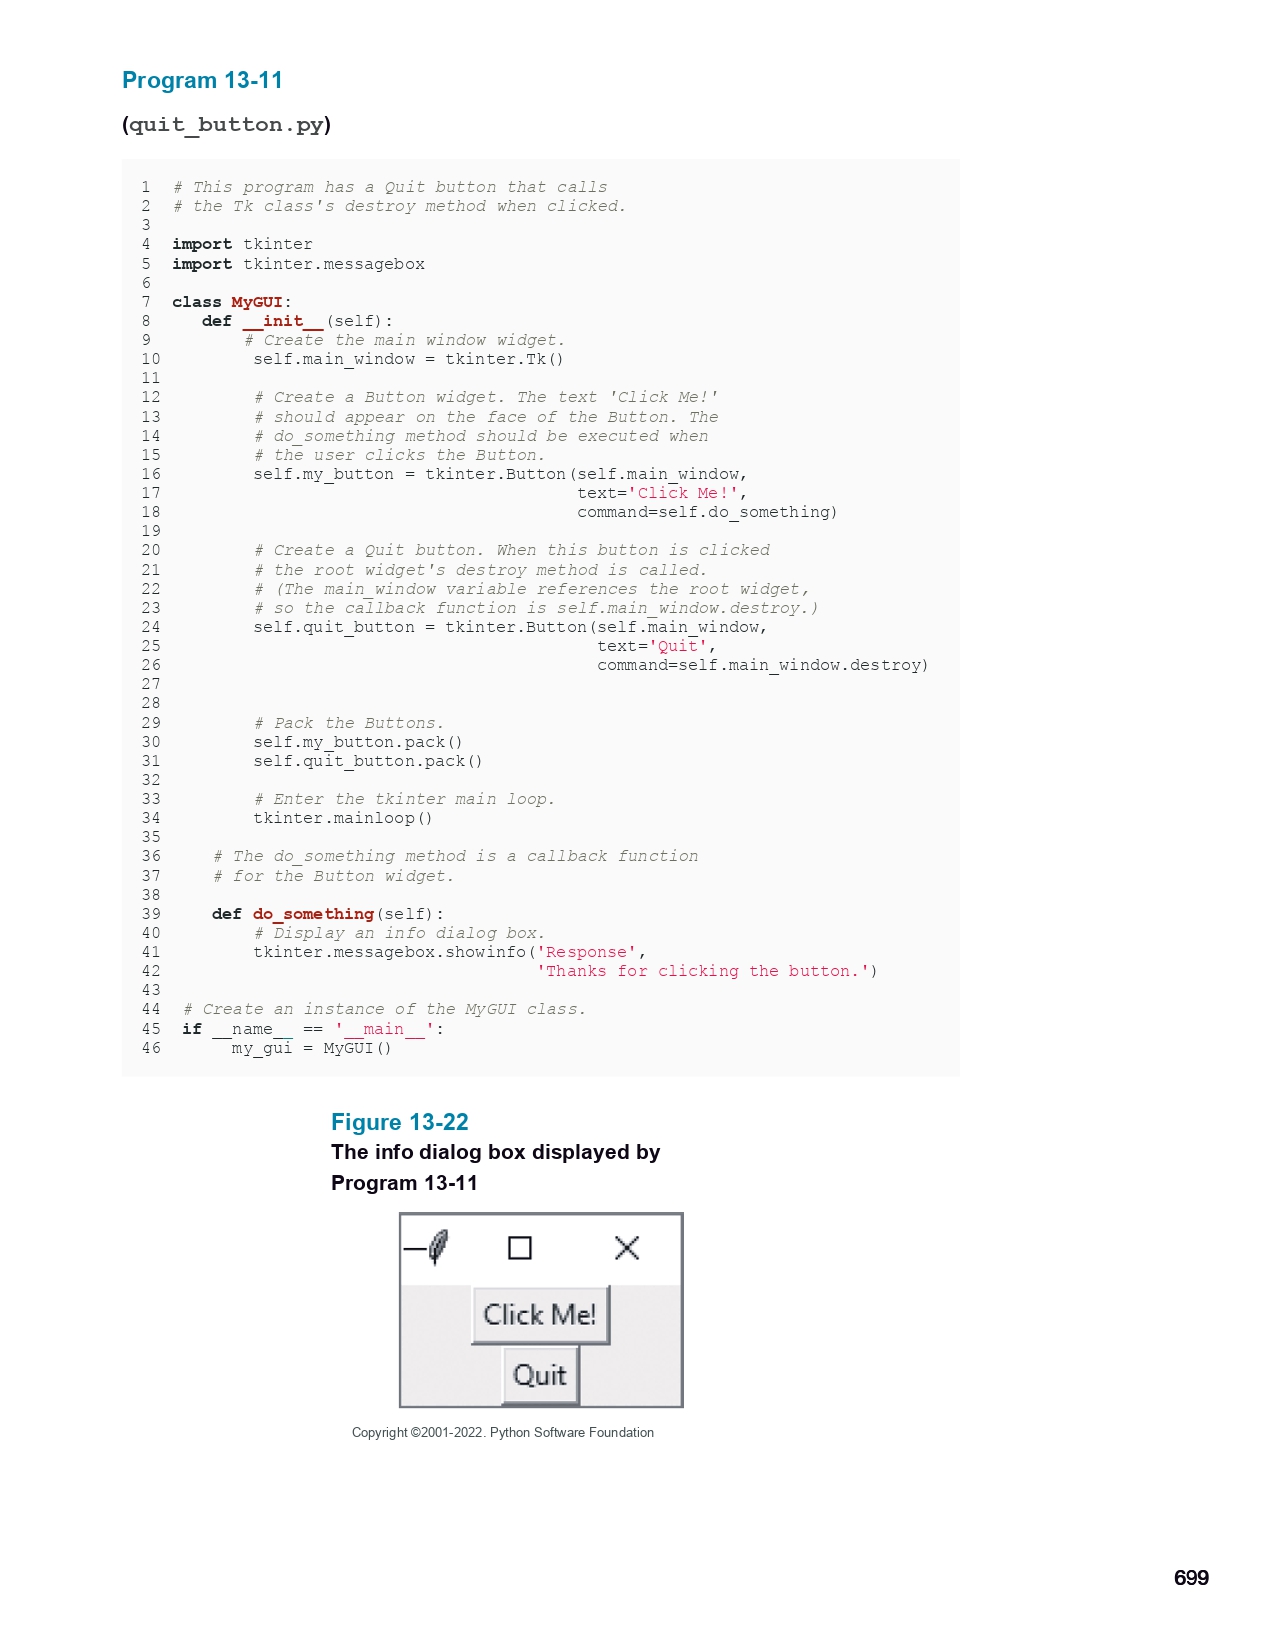 Program 13-11
(quit_button.py)
1 # This program has a Quit button that calls
2 # the Tk class's destroy method when clicked.
3
4 import tkinter
5 import tkinter.messagebox
6
7 class MyGUI:
8    def __init__(self):
9        # Create the main window widget.
10        self.main_window = tkinter.Tk()
11
12        # Create a Button widget. The text 'Click Me!'
13        # should appear on the face of the Button. The
14        # do_something method should be executed when
15        # the user clicks the Button.
16        self.my_button = tkinter.Button(self.main_window,
17                                        text='Click Me!',
18                                        command=self.do_something)
19
20        # Create a Quit button. When this button is clicked
21        # the root widget's destroy method is called.
22        # (The main_window variable references the root widget,
23        # so the callback function is self.main_window.destroy.)
24        self.quit_button = tkinter.Button(self.main_window,
25                                          text='Quit',
26                                          command=self.main_window.destroy)
27
28
29        # Pack the Buttons.
30        self.my_button.pack()
31        self.quit_button.pack()
32
33        # Enter the tkinter main loop.
34        tkinter.mainloop()
35
36    # The do_something method is a callback function
37    # for the Button widget.
38
39    def do_something(self):
40        # Display an info dialog box.
41        tkinter.messagebox.showinfo('Response',
42                                    'Thanks for clicking the button.')
43
44 # Create an instance of the MyGUI class.
45 if __name__ == '__main__':
46      my_gui = MyGUI()
Figure 13-22
The info dialog box displayed by
Program 13-11
Click Me!
Quit
Copyright ©2001-2022. Python Software Foundation
699